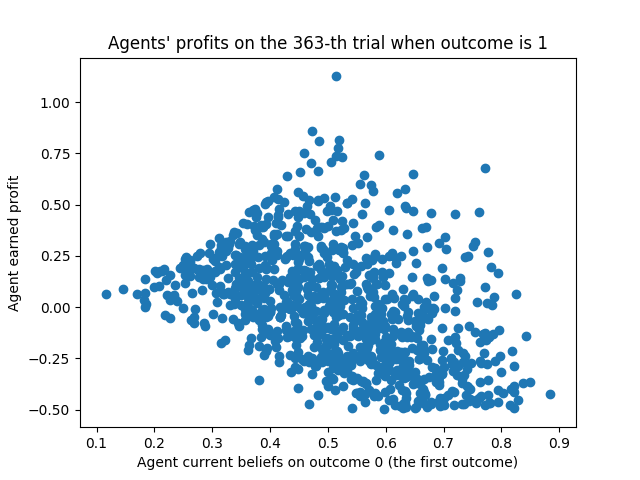 Agents' profits on the 363-th trial when outcome is 1
Agent earned profit
1.00
0.75
0.50
0.25
0.00
−0.25
−0.50
0.1 0.2 0.3 0.4 0.5 0.6 0.7 0.8 0.9
Agent current beliefs on outcome 0 (the first outcome)